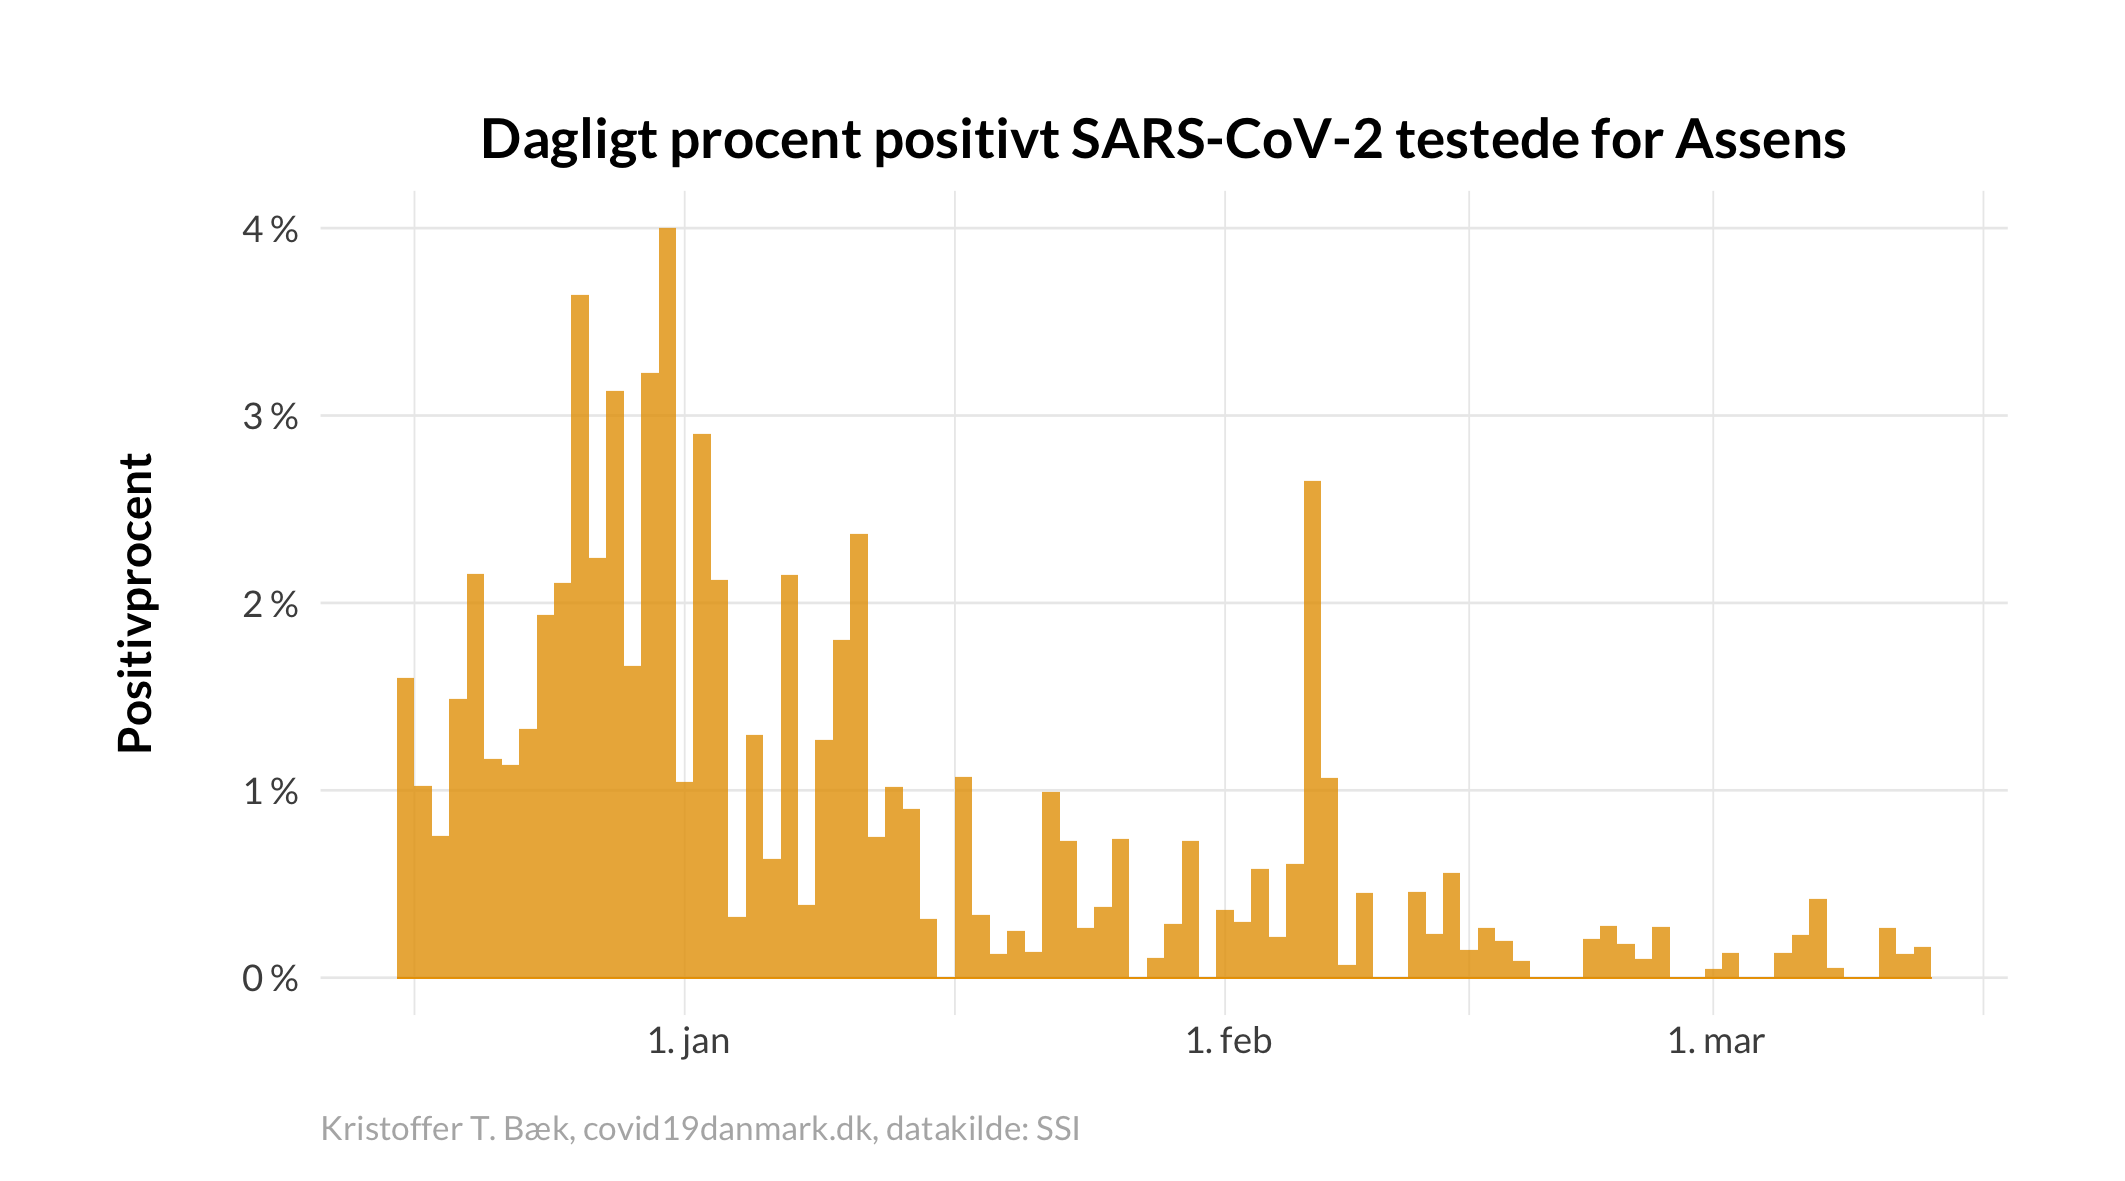 Dagligt procent positivt SARS-CoV-2 testede for Assens
Positivprocent
4 %
3 %
2 %
1 %
0 %
1. jan
1. feb
1. mar
Kristoffer T. Bæk, covid19danmark.dk, datakilde: SSI